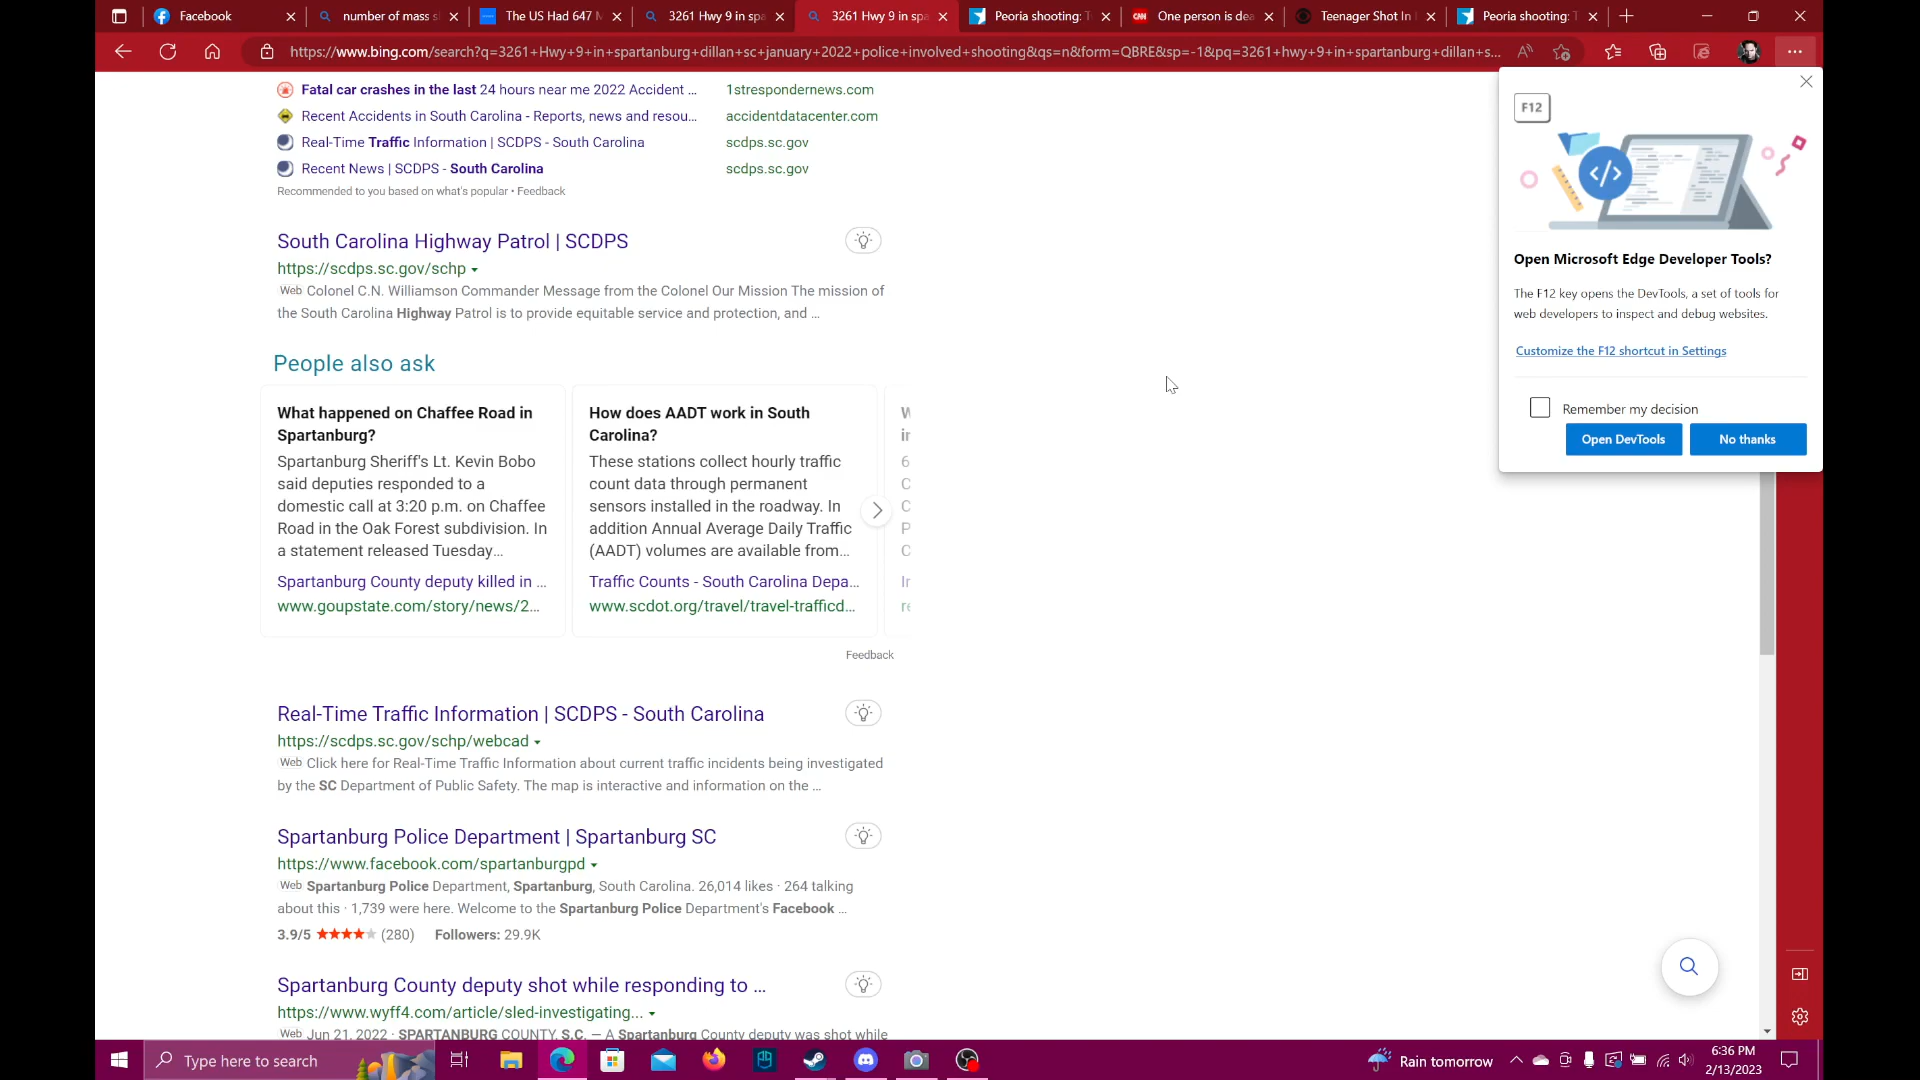 Facebook
number of mass s
The US Had 647 M
3261 Hwy 9 in spa
3261 Hwy 9 in spa
Peoria shooting: T
CNN One person is dea
Teenager Shot In
Peoria shooting: T
https://www.bing.com/search?q=3261+Hwy+9+in+spartanburg+dillan+sc+january+2022+police+involved+shooting&qs=n&form=QBRE&sp=-1&pq=3261+hwy+9+in+spartanburg+dillan+s...
Fatal car crashes in the last 24 hours near me 2022 Accident ... 1strespondernews.com
Recent Accidents in South Carolina - Reports, news and resou... accidentdatacenter.com
Real-Time Traffic Information | SCDPS - South Carolina scdps.sc.gov
Recent News | SCDPS - South Carolina scdps.sc.gov
Recommended to you based on what's popular • Feedback
South Carolina Highway Patrol | SCDPS
https://scdps.sc.gov/schp
Web Colonel C.N. Williamson Commander Message from the Colonel Our Mission The mission of
the South Carolina Highway Patrol is to provide equitable service and protection, and ...
People also ask
What happened on Chaffee Road in
Spartanburg?
Spartanburg Sheriff's Lt. Kevin Bobo
said deputies responded to a
domestic call at 3:20 p.m. on Chaffee
Road in the Oak Forest subdivision. In
a statement released Tuesday...
Spartanburg County deputy killed in ...
www.goupstate.com/story/news/2...
How does AADT work in South
Carolina?
These stations collect hourly traffic
count data through permanent
sensors installed in the roadway. In
addition Annual Average Daily Traffic
(AADT) volumes are available from...
Traffic Counts - South Carolina Depa...
www.scdot.org/travel/travel-trafficd...
Feedback
Real-Time Traffic Information | SCDPS - South Carolina
https://scdps.sc.gov/schp/webcad
Web Click here for Real-Time Traffic Information about current traffic incidents being investigated
by the SC Department of Public Safety. The map is interactive and information on the ...
Spartanburg Police Department | Spartanburg SC
https://www.facebook.com/spartanburgpd
Web Spartanburg Police Department, Spartanburg, South Carolina. 26,014 likes · 264 talking
about this · 1,739 were here. Welcome to the Spartanburg Police Department's Facebook ...
3.9/5 (280) Followers: 29.9K
Spartanburg County deputy shot while responding to ...
https://www.wyff4.com/article/sled-investigating...
Web Jun 21, 2022 · SPARTANBURG COUNTY, S.C. — A Spartanburg County deputy was shot while
F12
Open Microsoft Edge Developer Tools?
The F12 key opens the DevTools, a set of tools for
web developers to inspect and debug websites.
Customize the F12 shortcut in Settings
Remember my decision
Open DevTools
No thanks
Type here to search
Rain tomorrow
6:36 PM
2/13/2023